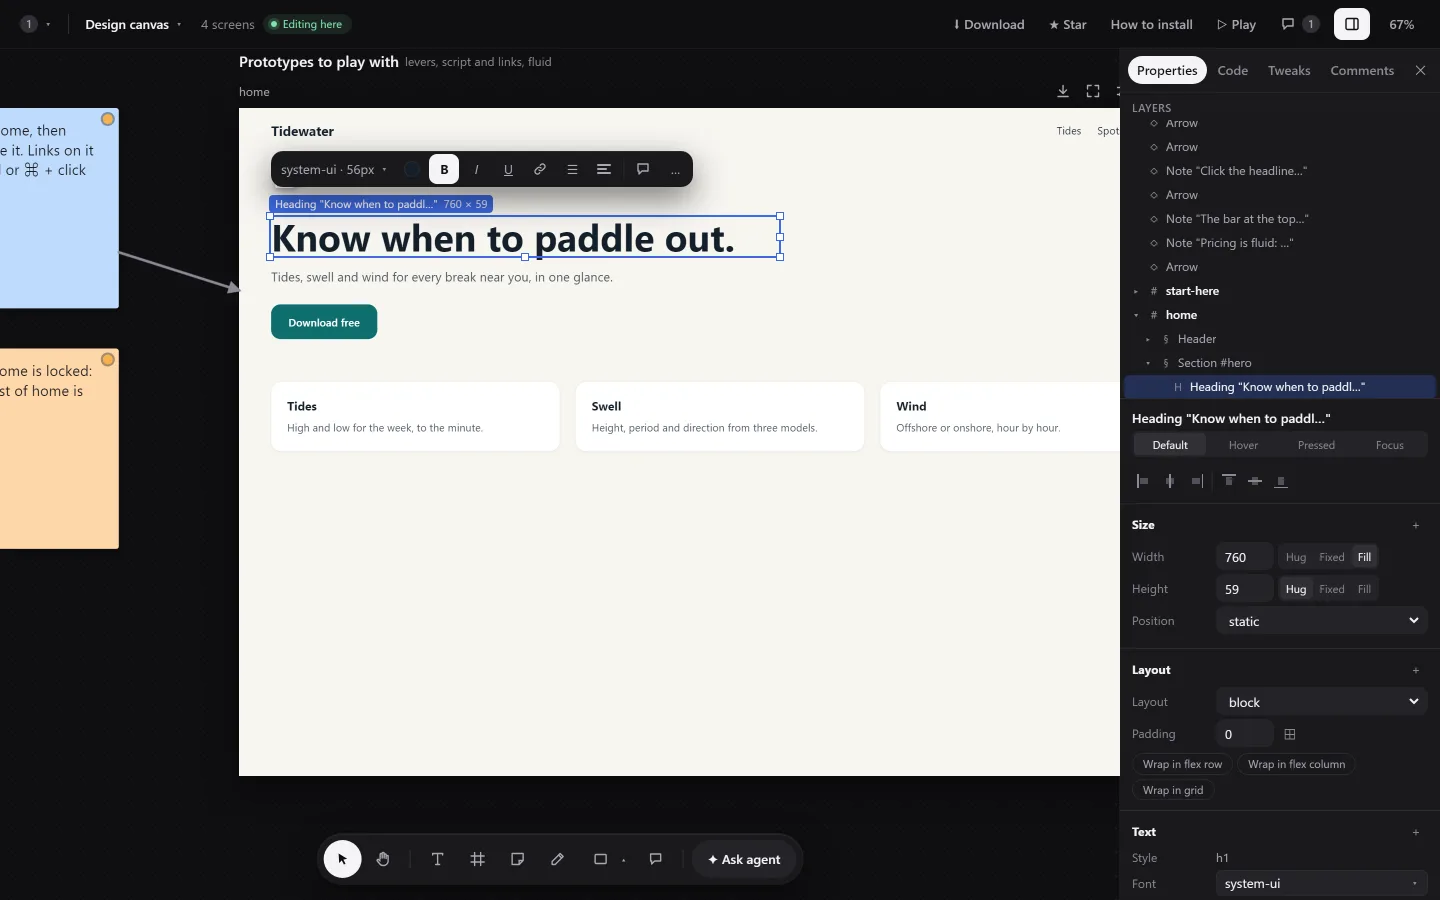 1
Design canvas
4 screens
Editing here
Download
Star
How to install
Play
1
67%
Prototypes to play with levers, script and links, fluid
home
ome, then
e it. Links on it
l or ⌘ + click
ome is locked:
st of home is
Tidewater
Tides
Spot
system-ui · 56px
B
I
U
...
Heading "Know when to paddl..." 760 × 59
Know when to paddle out.
Tides, swell and wind for every break near you, in one glance.
Download free
Tides
High and low for the week, to the minute.
Swell
Height, period and direction from three models.
Wind
Offshore or onshore, hour by hour.
T
Ask agent
Properties
Code
Tweaks
Comments
LAYERS
Arrow
Arrow
Note "Click the headline..."
Arrow
Note "The bar at the top..."
Note "Pricing is fluid: ..."
Arrow
# start-here
# home
§ Header
§ Section #hero
H Heading "Know when to paddl..."
Heading "Know when to paddl..."
Default Hover Pressed Focus
Size +
Width 760 Hug Fixed Fill
Height 59 Hug Fixed Fill
Position static
Layout +
Layout block
Padding 0
Wrap in flex row Wrap in flex column
Wrap in grid
Text +
Style h1
Font system-ui